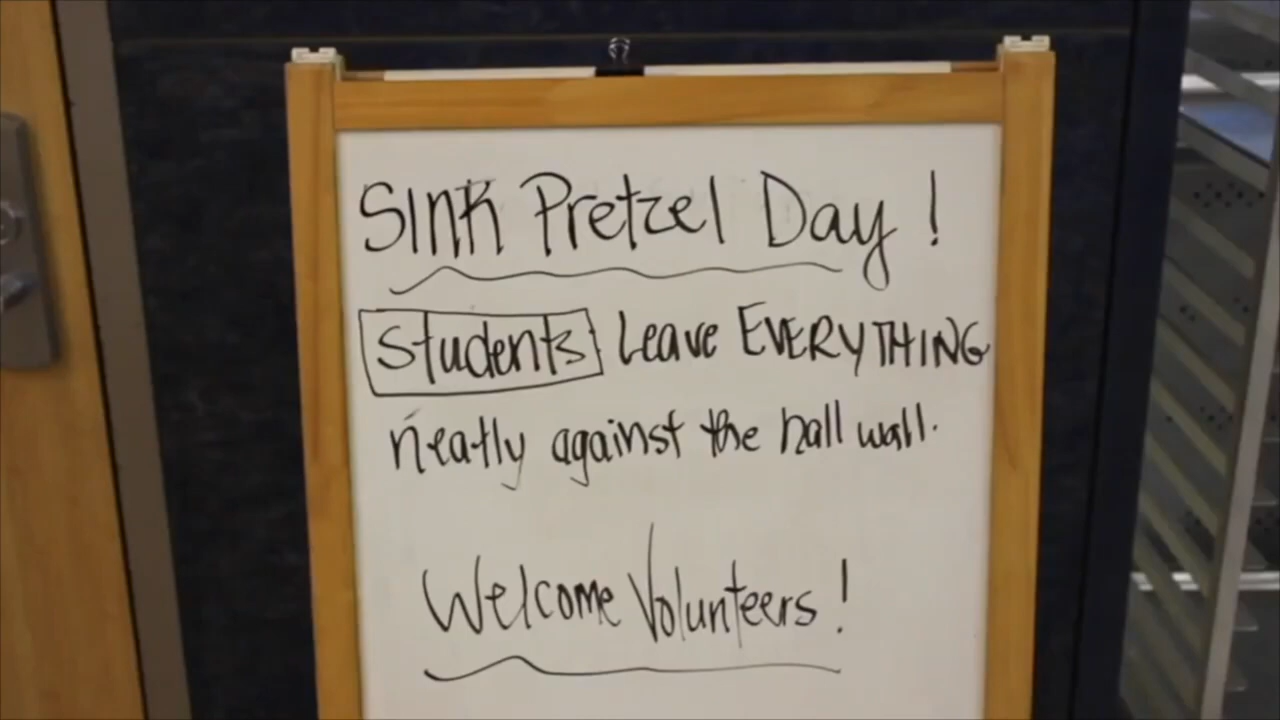 Sink Pretzel Day!
Students Leave EVERYTHING
neatly against the hall wall.
Welcome Volunteers!